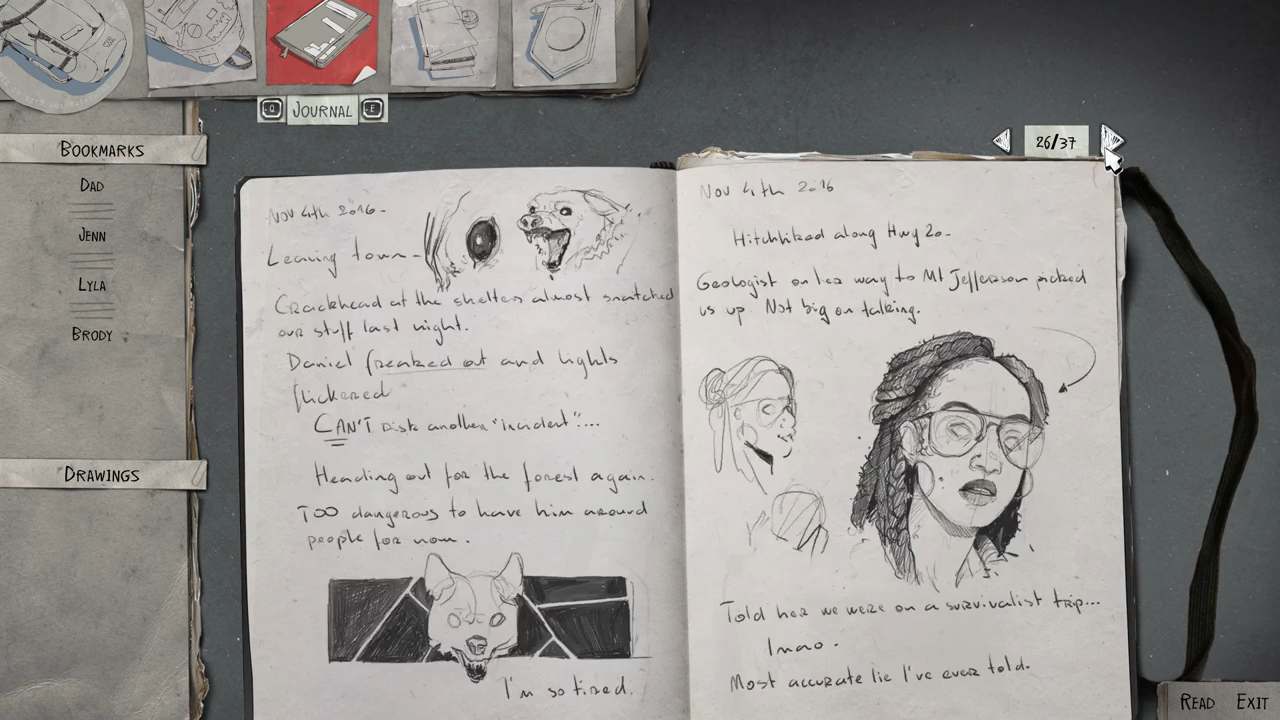 Q
JOURNAL
E
BOOKMARKS
DAD
JENN
LYLA
BRODY
DRAWINGS
26/37
Nov 4th 2016.
Leaving town.
Crackhead at the shelter almost snatched
our stuff last night.
Daniel freaked out and lights
flickered
CAN'T risk another "incident"...
Heading out for the forest again.
TOO dangerous to have him around
people for now.
I'm so tired.
Nov 4th 2016
Hitchhiked along Hwy 20.
Geologist on her way to Mt Jefferson picked
us up. Not big on talking.
Told her we were on a survivalist trip...
lmao.
Most accurate lie I've ever told.
READ
EXIT